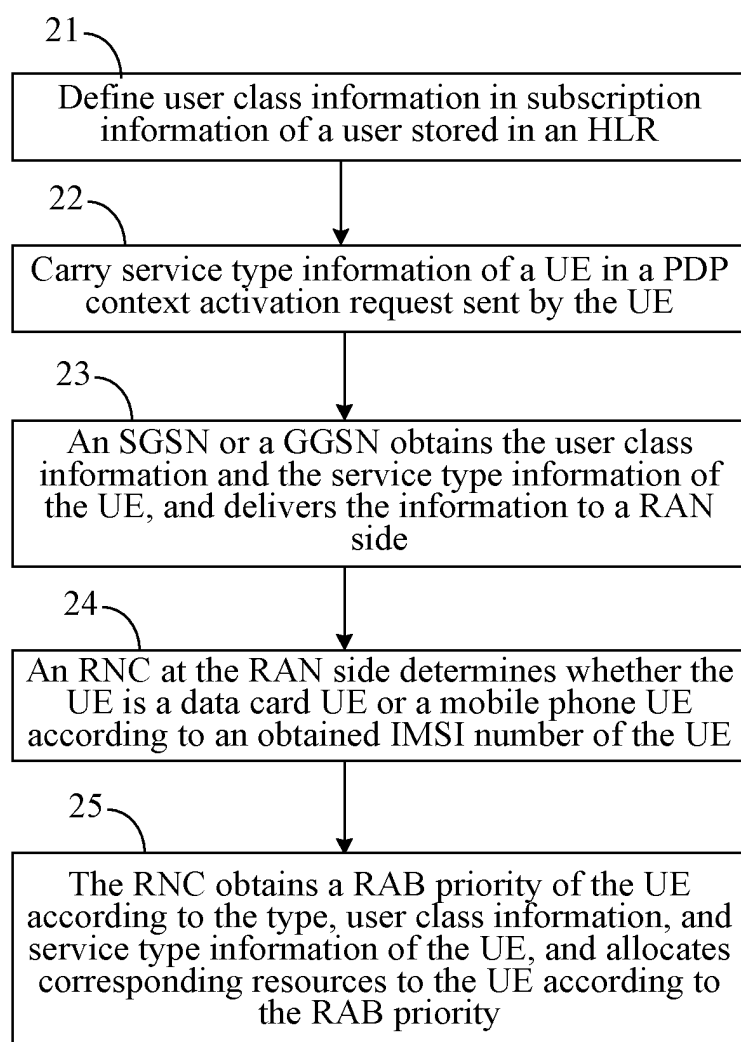 21
Define user class information in subscription
information of a user stored in an HLR
22
Carry service type information of a UE in a PDP
context activation request sent by the UE
23
An SGSN or a GGSN obtains the user class
information and the service type information of
the UE, and delivers the information to a RAN
side
24
An RNC at the RAN side determines whether the
UE is a data card UE or a mobile phone UE
according to an obtained IMSI number of the UE
25
The RNC obtains a RAB priority of the UE
according to the type, user class information, and
service type information of the UE, and allocates
corresponding resources to the UE according to
the RAB priority